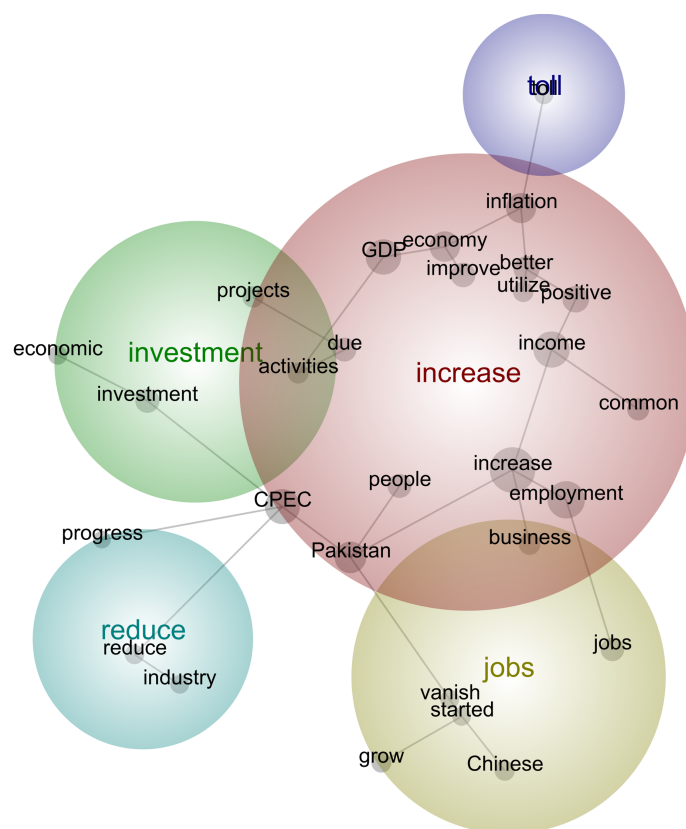 toll
toll
inflation
economy
GDP
improve
better
utilize
positive
projects
due
income
economic
investment
activities
increase
investment
common
increase
people
employment
CPEC
progress
Pakistan
business
reduce
reduce
industry
jobs
jobs
vanish
started
grow
Chinese